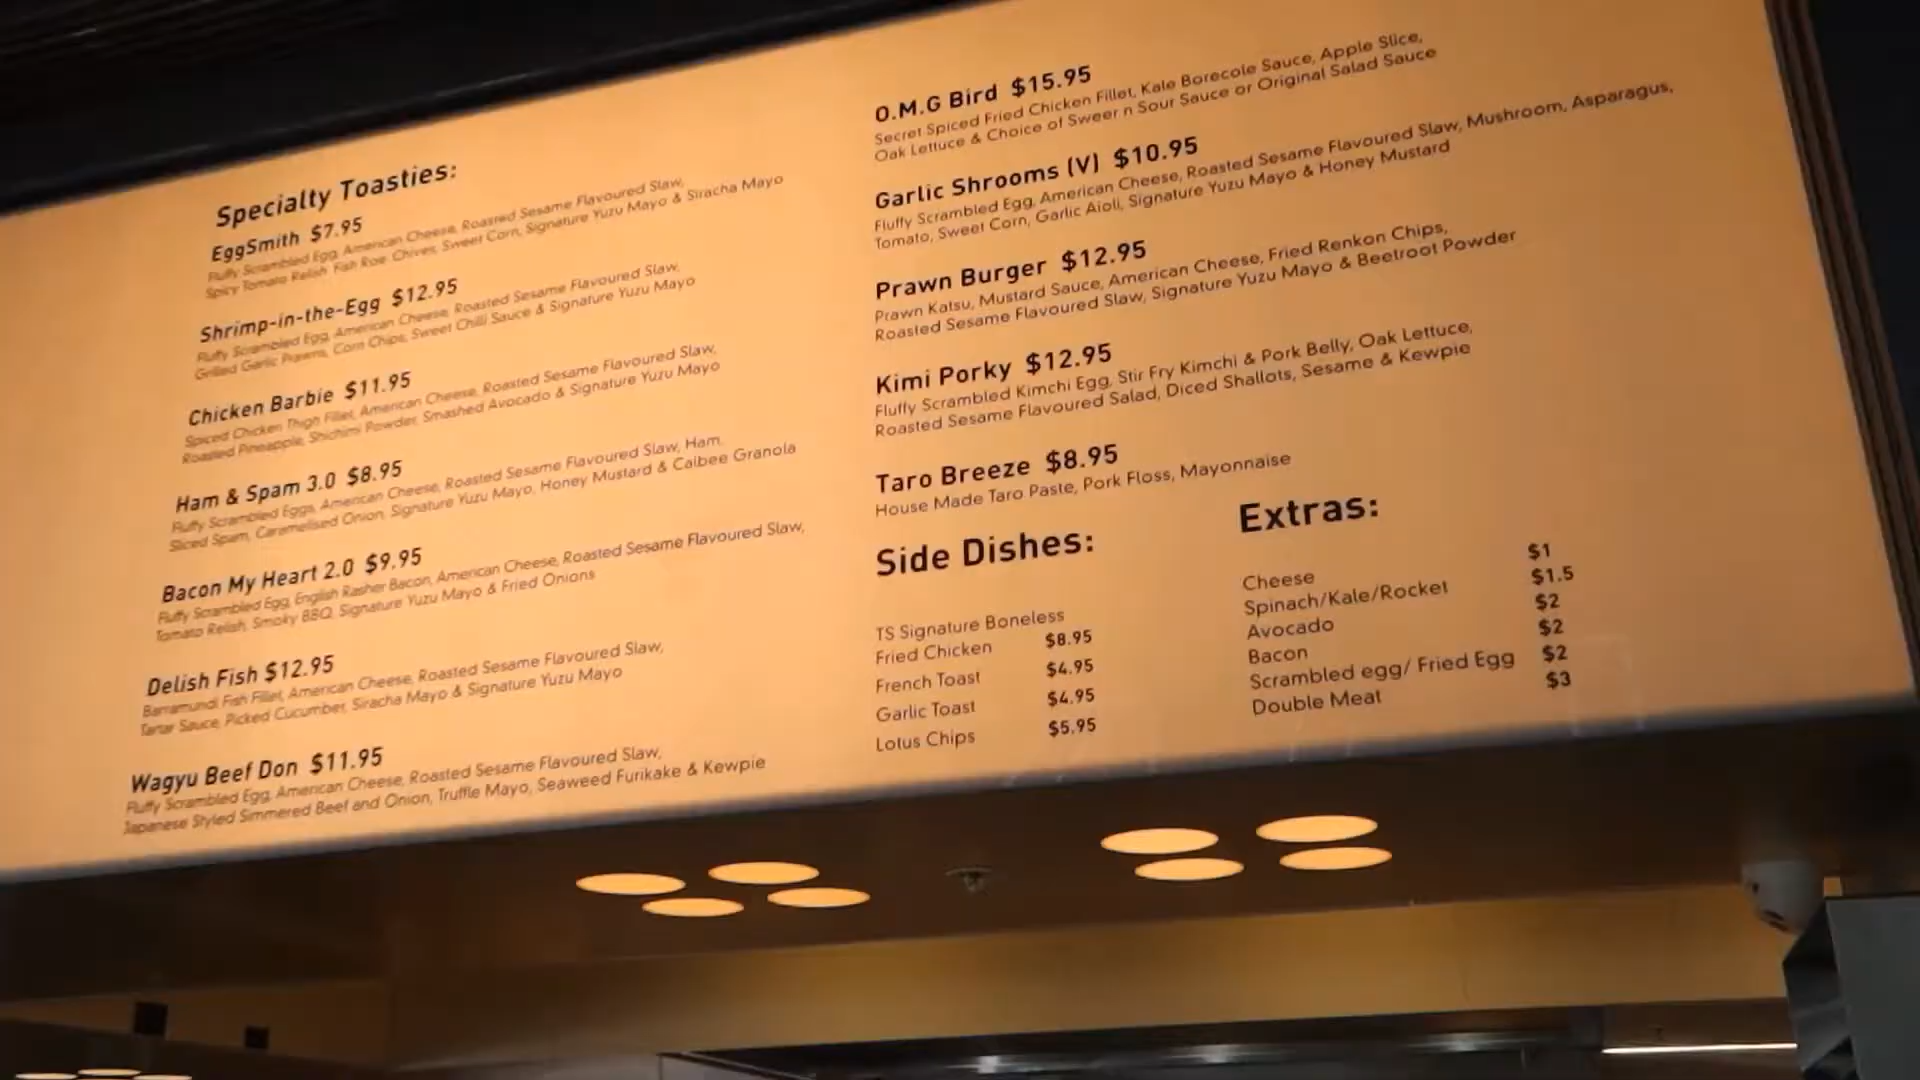 Specialty Toasties:
EggSmith $7.95
Fluffy Scrambled Egg, American Cheese, Roasted Sesame Flavoured Slaw,
Spicy Tomato Relish, Fish Roe, Chives, Sweet Corn, Signature Yuzu Mayo & Siracha Mayo
Shrimp-in-the-Egg $12.95
Fluffy Scrambled Egg, American Cheese, Roasted Sesame Flavoured Slaw,
Grilled Garlic Prawns, Corn Chips, Sweet Chilli Sauce & Signature Yuzu Mayo
Chicken Barbie $11.95
Spiced Chicken Thigh Fillet, American Cheese, Roasted Sesame Flavoured Slaw,
Roasted Pineapple, Shichimi Powder, Smashed Avocado & Signature Yuzu Mayo
Ham & Spam 3.0 $8.95
Fluffy Scrambled Eggs, American Cheese, Roasted Sesame Flavoured Slaw, Ham,
Sliced Spam, Caramelised Onion, Signature Yuzu Mayo, Honey Mustard & Calbee Granola
Bacon My Heart 2.0 $9.95
Fluffy Scrambled Egg, English Rasher Bacon, American Cheese, Roasted Sesame Flavoured Slaw,
Tomato Relish, Smoky BBQ, Signature Yuzu Mayo & Fried Onions
Delish Fish $12.95
Barramundi Fish Fillet, American Cheese, Roasted Sesame Flavoured Slaw,
Tartar Sauce, Picked Cucumber, Siracha Mayo & Signature Yuzu Mayo
Wagyu Beef Don $11.95
Fluffy Scrambled Egg, American Cheese, Roasted Sesame Flavoured Slaw,
Japanese Styled Simmered Beef and Onion, Truffle Mayo, Seaweed Furikake & Kewpie
O.M.G Bird $15.95
Secret Spiced Fried Chicken Fillet, Kale Borecole Sauce, Apple Slice,
Oak Lettuce & Choice of Sweer n Sour Sauce or Original Salad Sauce
Garlic Shrooms (V) $10.95
Fluffy Scrambled Egg, American Cheese, Roasted Sesame Flavoured Slaw, Mushroom, Asparagus,
Tomato, Sweet Corn, Garlic Aioli, Signature Yuzu Mayo & Honey Mustard
Prawn Burger $12.95
Prawn Katsu, Mustard Sauce, American Cheese, Fried Renkon Chips,
Roasted Sesame Flavoured Slaw, Signature Yuzu Mayo & Beetroot Powder
Kimi Porky $12.95
Fluffy Scrambled Kimchi Egg, Stir Fry Kimchi & Pork Belly, Oak Lettuce,
Roasted Sesame Flavoured Salad, Diced Shallots, Sesame & Kewpie
Taro Breeze $8.95
House Made Taro Paste, Pork Floss, Mayonnaise
Side Dishes:
TS Signature Boneless
Fried Chicken $8.95
French Toast $4.95
Garlic Toast $4.95
Lotus Chips $5.95
Extras:
Cheese $1
Spinach/Kale/Rocket $1.5
Avocado $2
Bacon $2
Scrambled egg/ Fried Egg $2
Double Meat $3